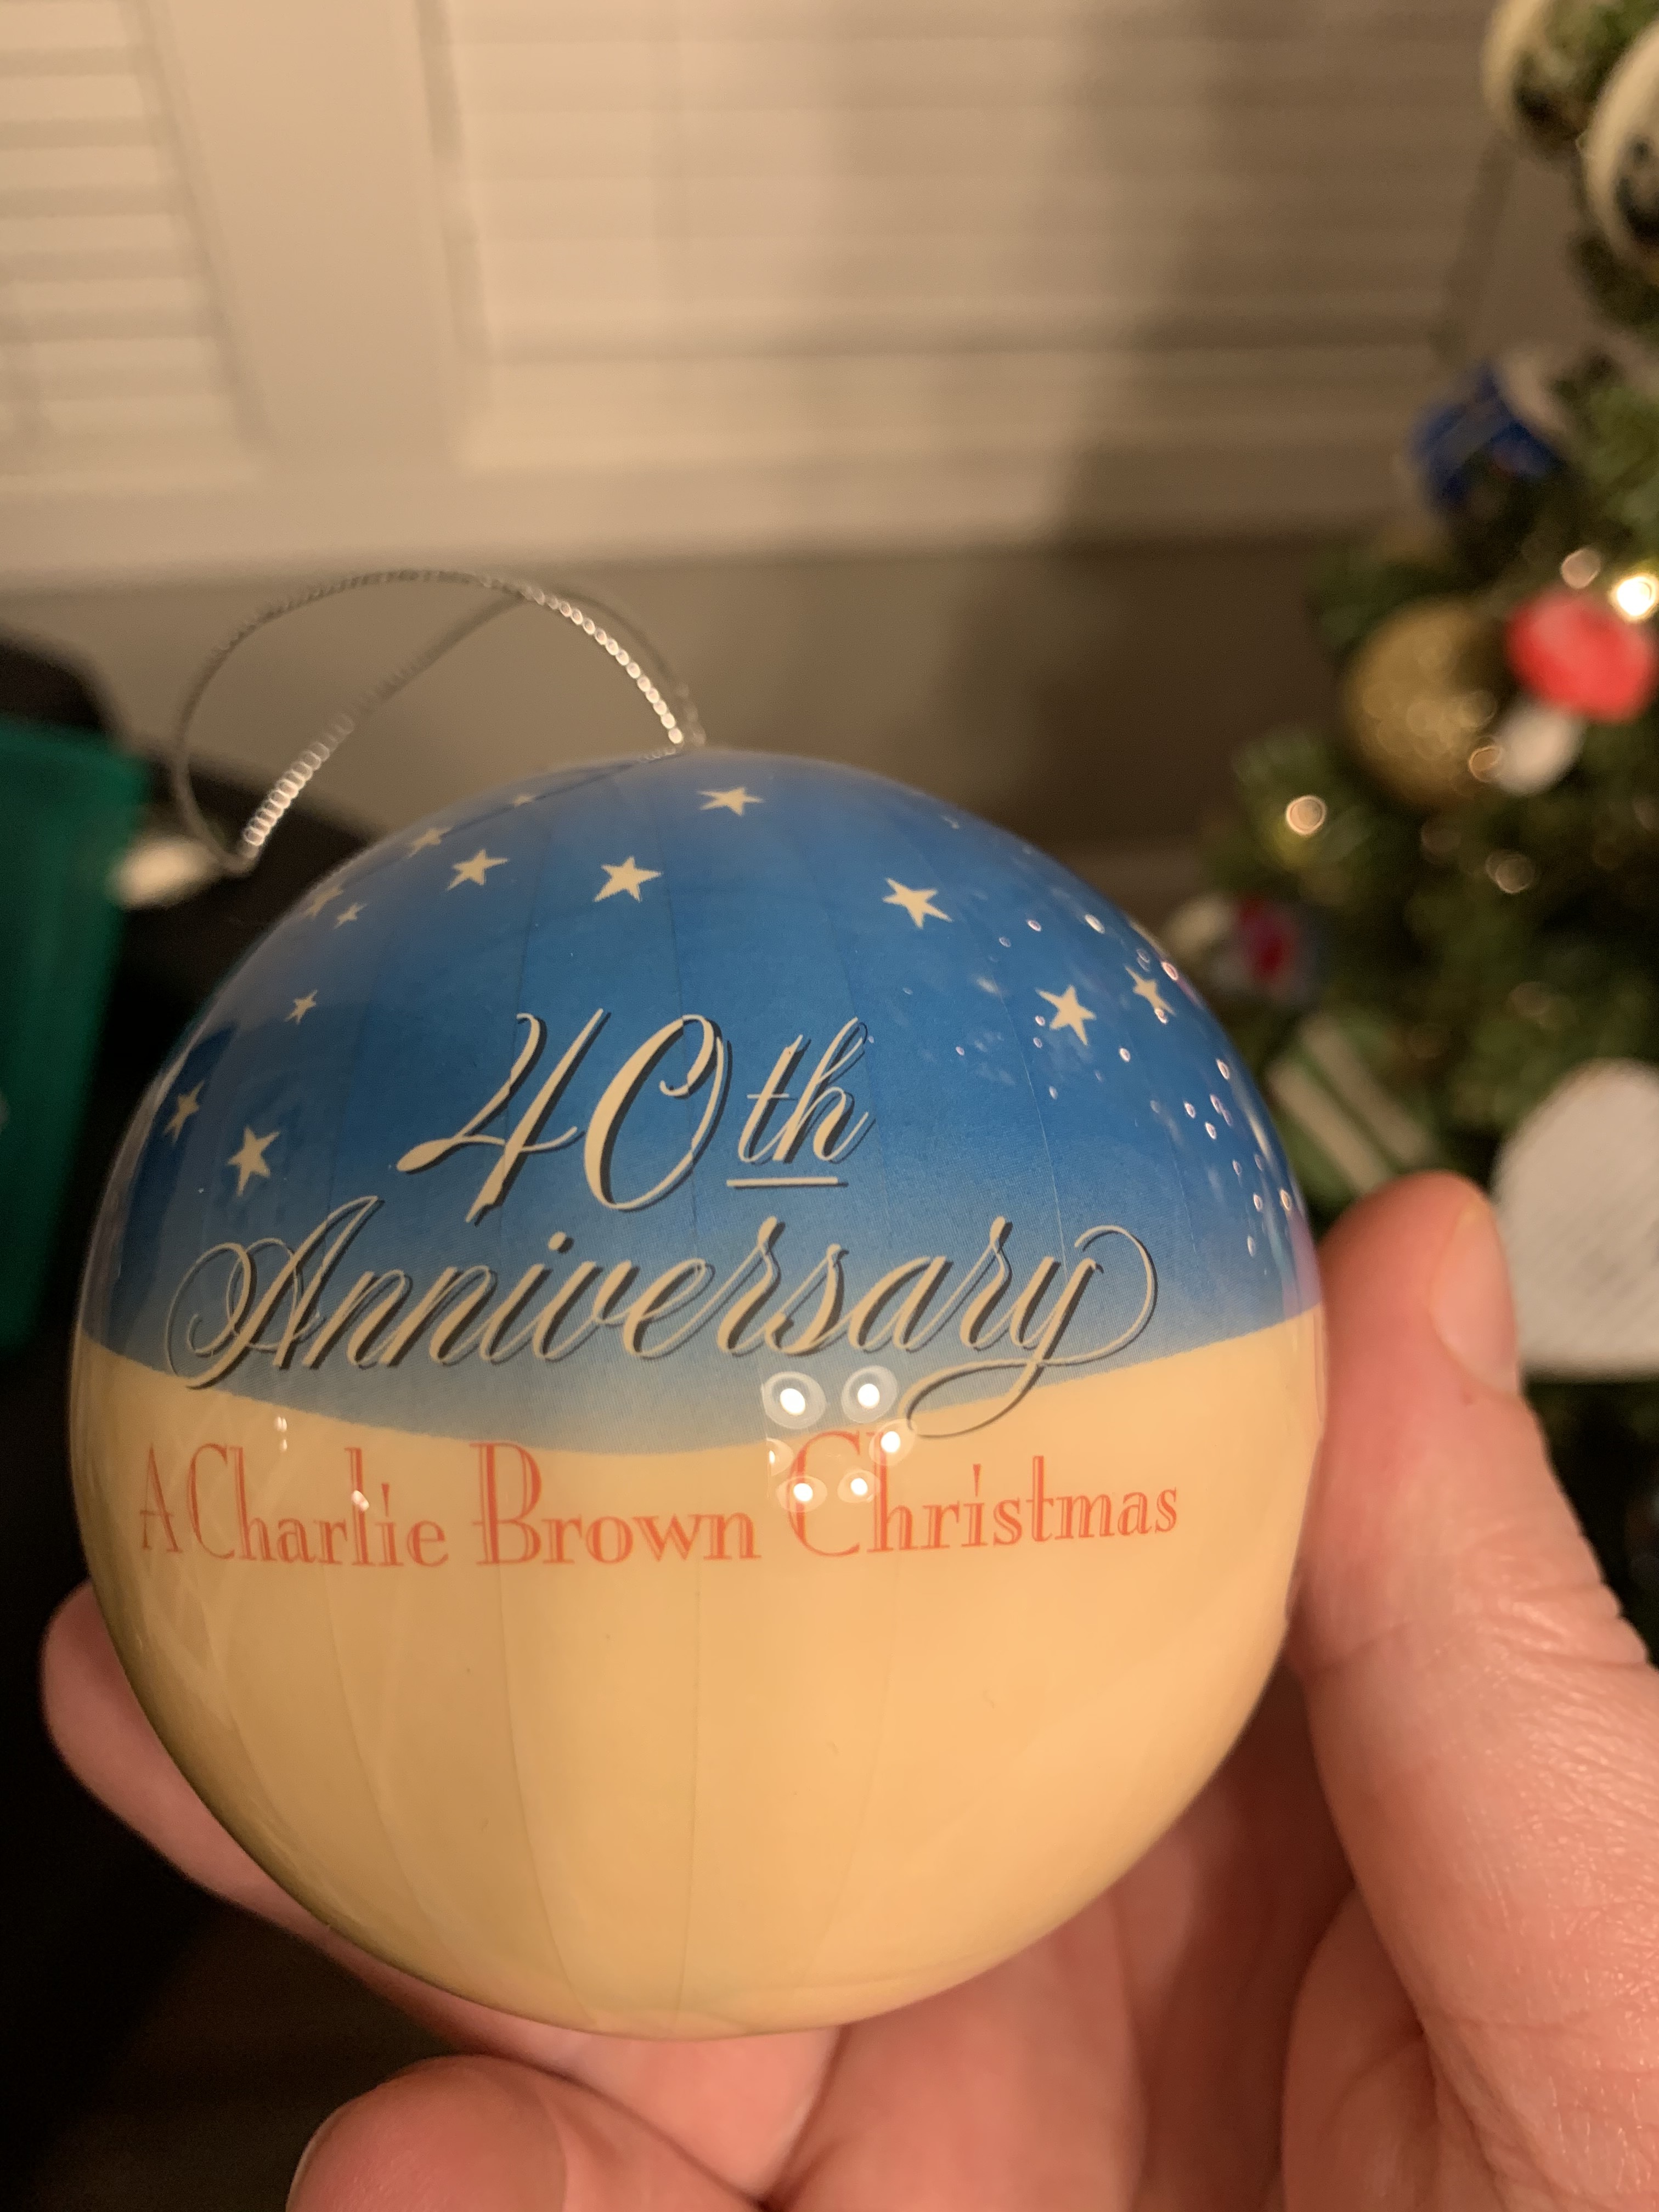 40th
Anniversary
A Charlie Brown Christmas